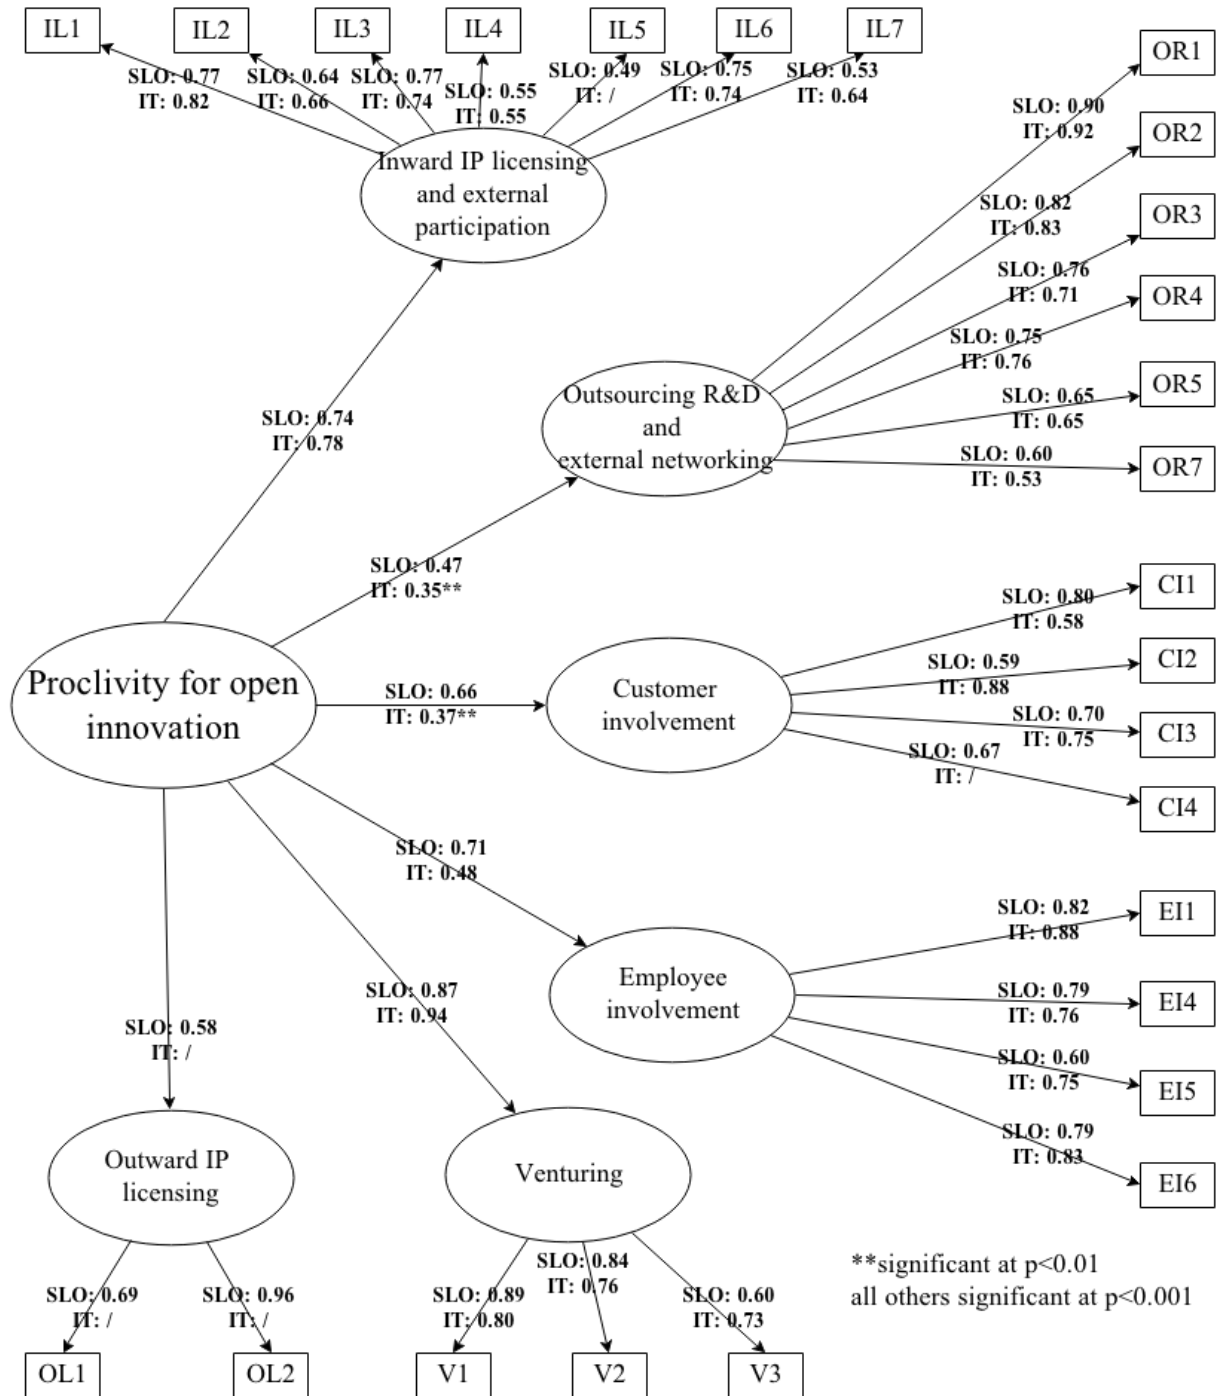 IL1
IL2
IL3
IL4
IL5
IL6
IL7
SLO: 0.77
IT: 0.82
SLO: 0.64
IT: 0.66
SLO: 0.77
IT: 0.74
SLO: 0.55
IT: 0.55
SLO: 0.49
IT: /
SLO: 0.75
IT: 0.74
SLO: 0.53
IT: 0.64
Inward IP licensing
and external
participation
OR1
OR2
OR3
OR4
OR5
OR7
SLO: 0.90
IT: 0.92
SLO: 0.82
IT: 0.83
SLO: 0.76
IT: 0.71
SLO: 0.75
IT: 0.76
SLO: 0.65
IT: 0.65
SLO: 0.60
IT: 0.53
Outsourcing R&D
and
external networking
SLO: 0.74
IT: 0.78
SLO: 0.47
IT: 0.35**
Proclivity for open
innovation
SLO: 0.66
IT: 0.37**
Customer
involvement
SLO: 0.80
IT: 0.58
SLO: 0.59
IT: 0.88
SLO: 0.70
IT: 0.75
SLO: 0.67
IT: /
CI1
CI2
CI3
CI4
SLO: 0.71
IT: 0.48
Employee
involvement
SLO: 0.82
IT: 0.88
SLO: 0.79
IT: 0.76
SLO: 0.60
IT: 0.75
SLO: 0.79
IT: 0.83
EI1
EI4
EI5
EI6
SLO: 0.87
IT: 0.94
SLO: 0.58
IT: /
Outward IP
licensing
Venturing
SLO: 0.69
IT: /
SLO: 0.96
IT: /
SLO: 0.89
IT: 0.80
SLO: 0.84
IT: 0.76
SLO: 0.60
IT: 0.73
OL1
OL2
V1
V2
V3
**significant at p<0.01
all others significant at p<0.001